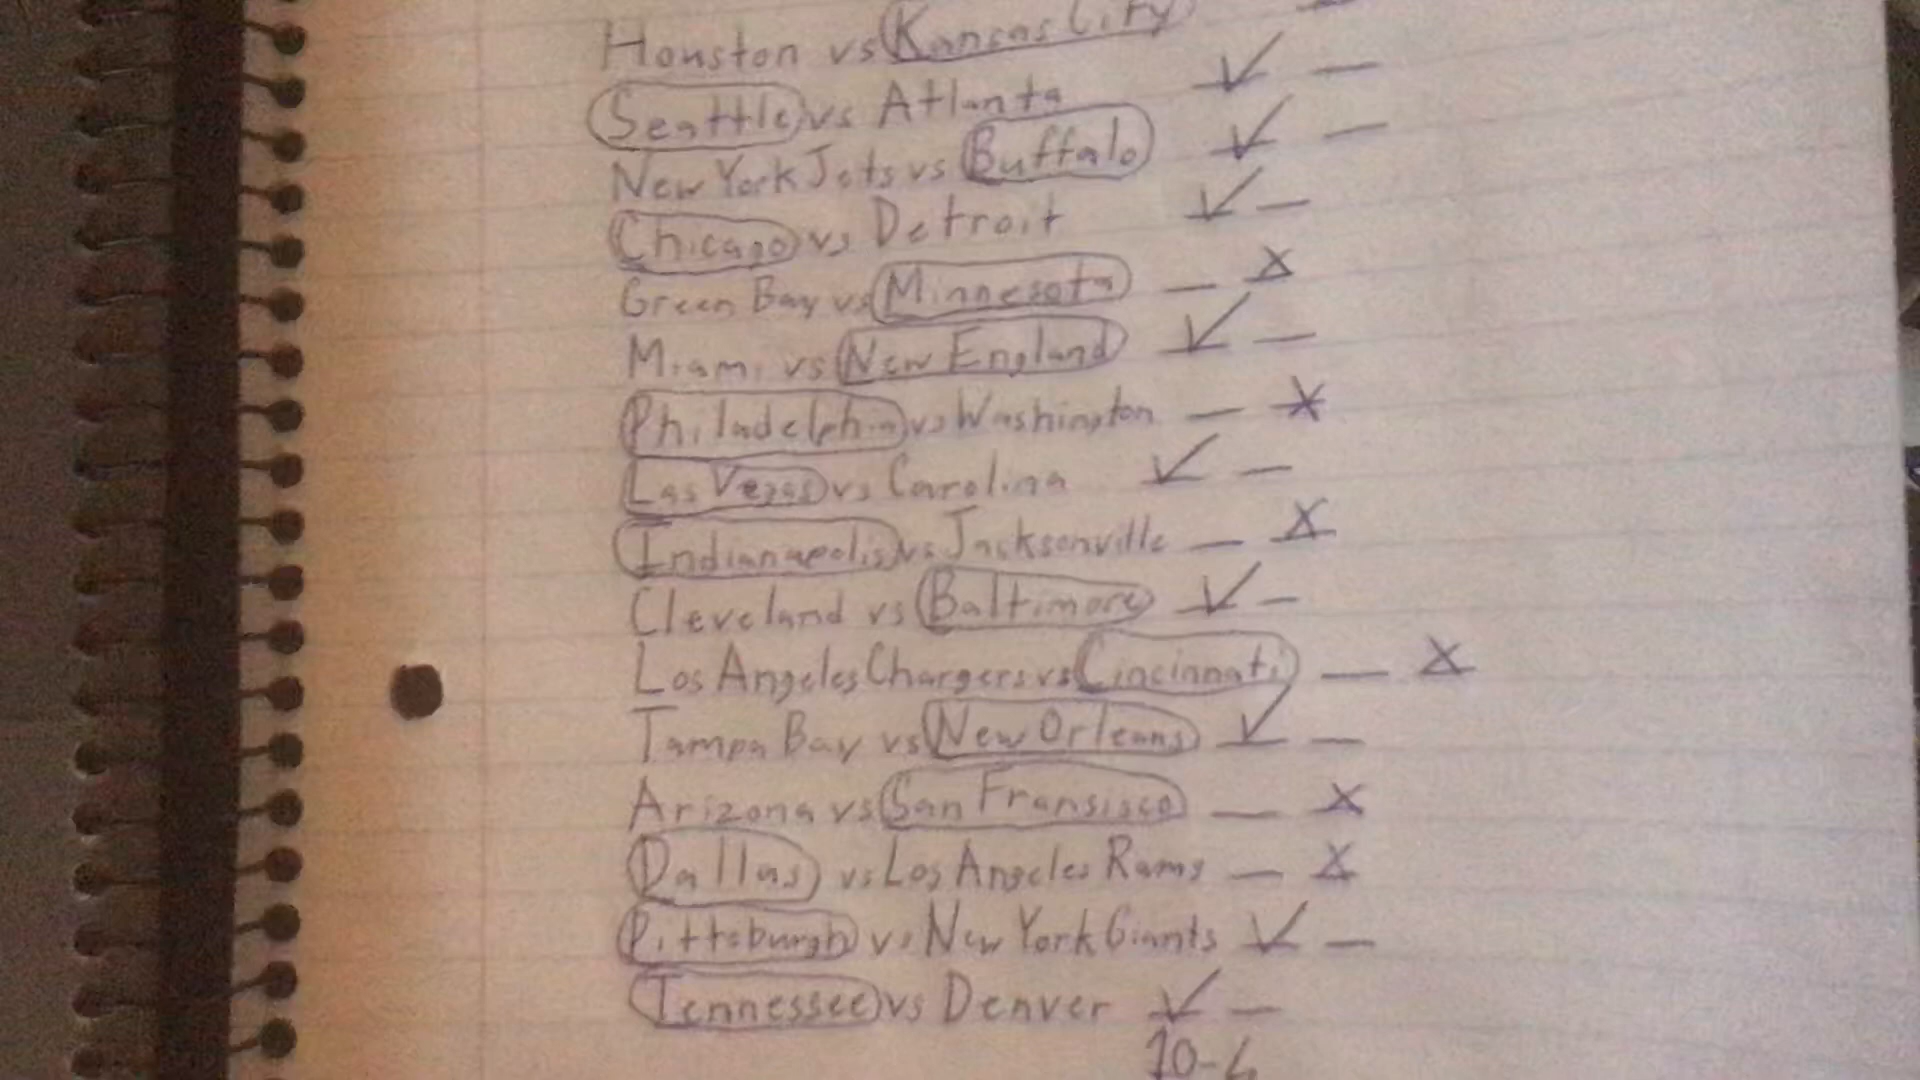 Houston vs Kansas City —
Seattle vs Atlanta ✓ —
New York Jets vs Buffalo ✓ —
Chicago vs Detroit ✓ —
Green Bay vs Minnesota — X
Miami vs New England ✓ —
Philadelphia vs Washington — X
Las Vegas vs Carolina ✓ —
Indianapolis vs Jacksonville — X
Cleveland vs Baltimore ✓ —
Los Angeles Chargers vs Cincinnati — X
Tampa Bay vs New Orleans ✓ —
Arizona vs San Fransisco — X
Dallas vs Los Angeles Rams — X
Pittsburgh vs New York Giants ✓ —
Tennessee vs Denver ✓ —
10-6